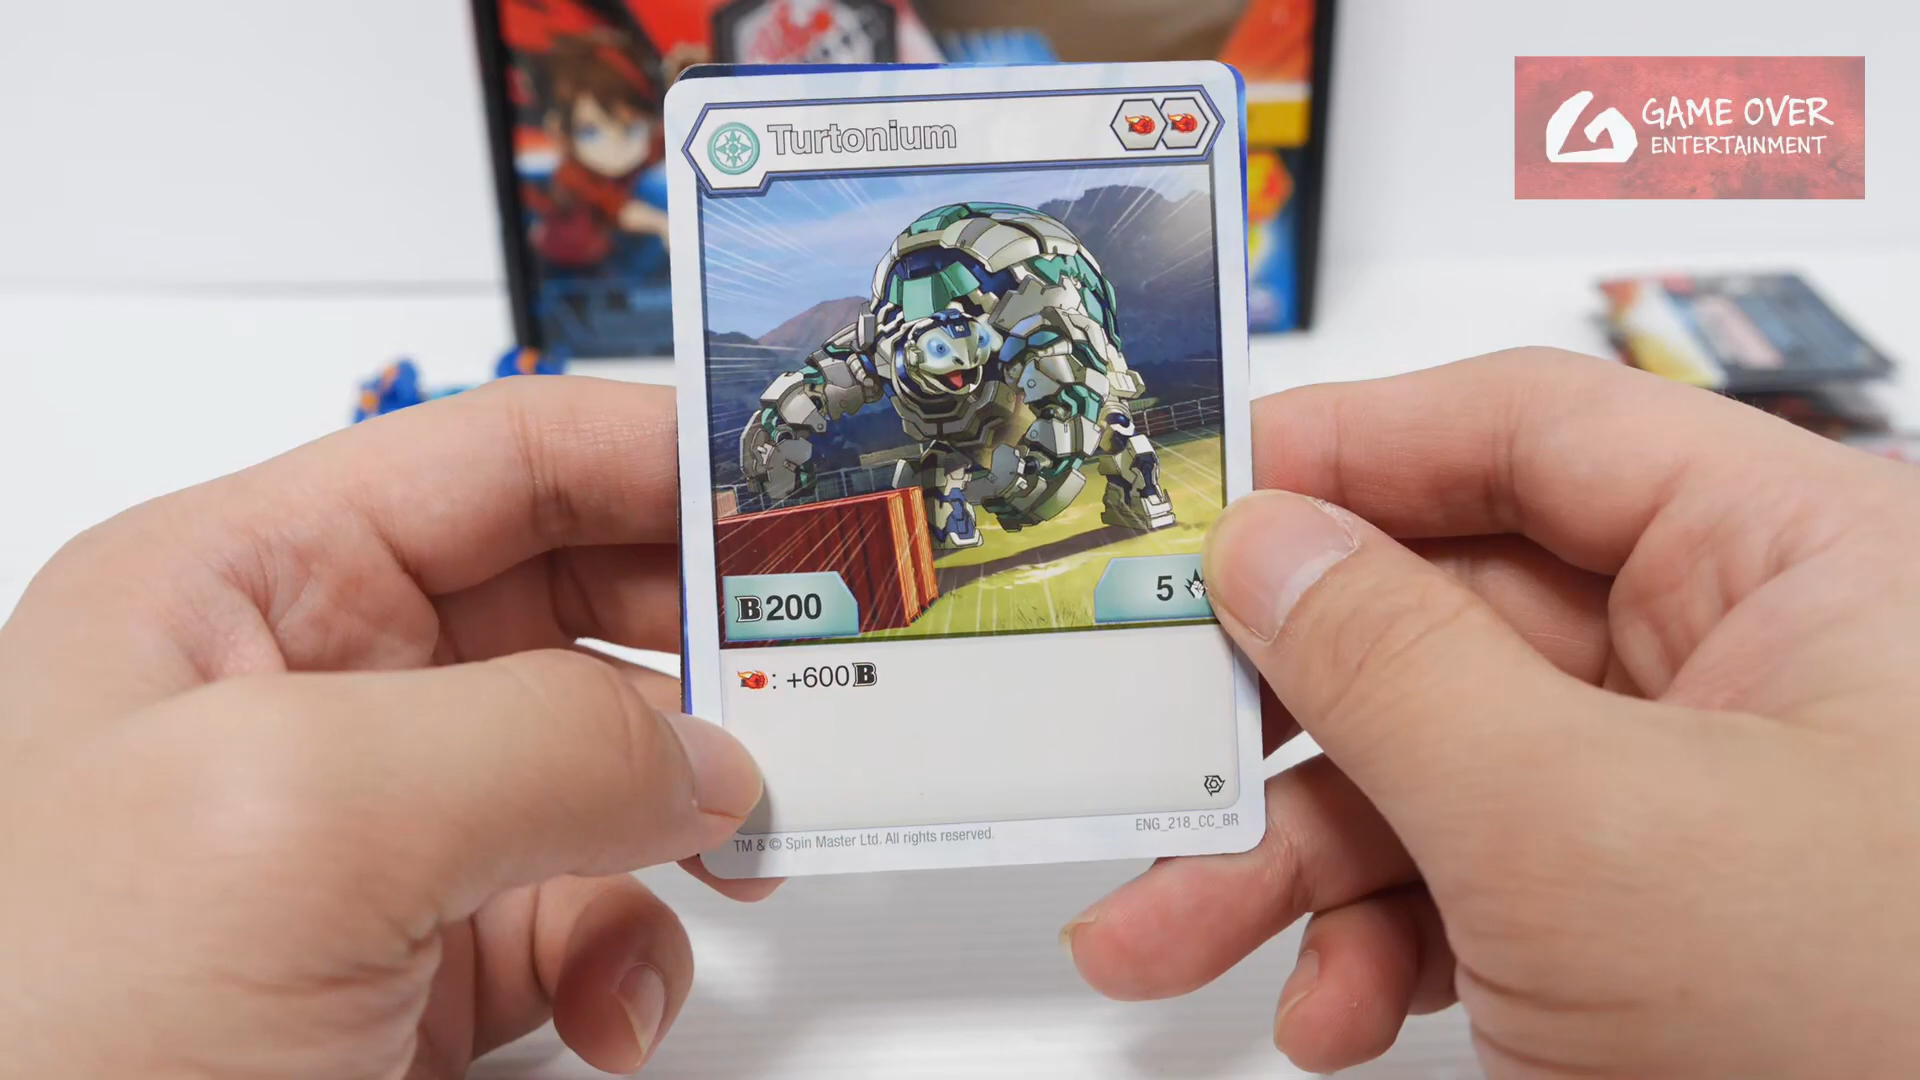 Turtonium
B200
5
: +600B
TM & © Spin Master Ltd. All rights reserved.
ENG_218_CC_BR
GAME OVER
ENTERTAINMENT